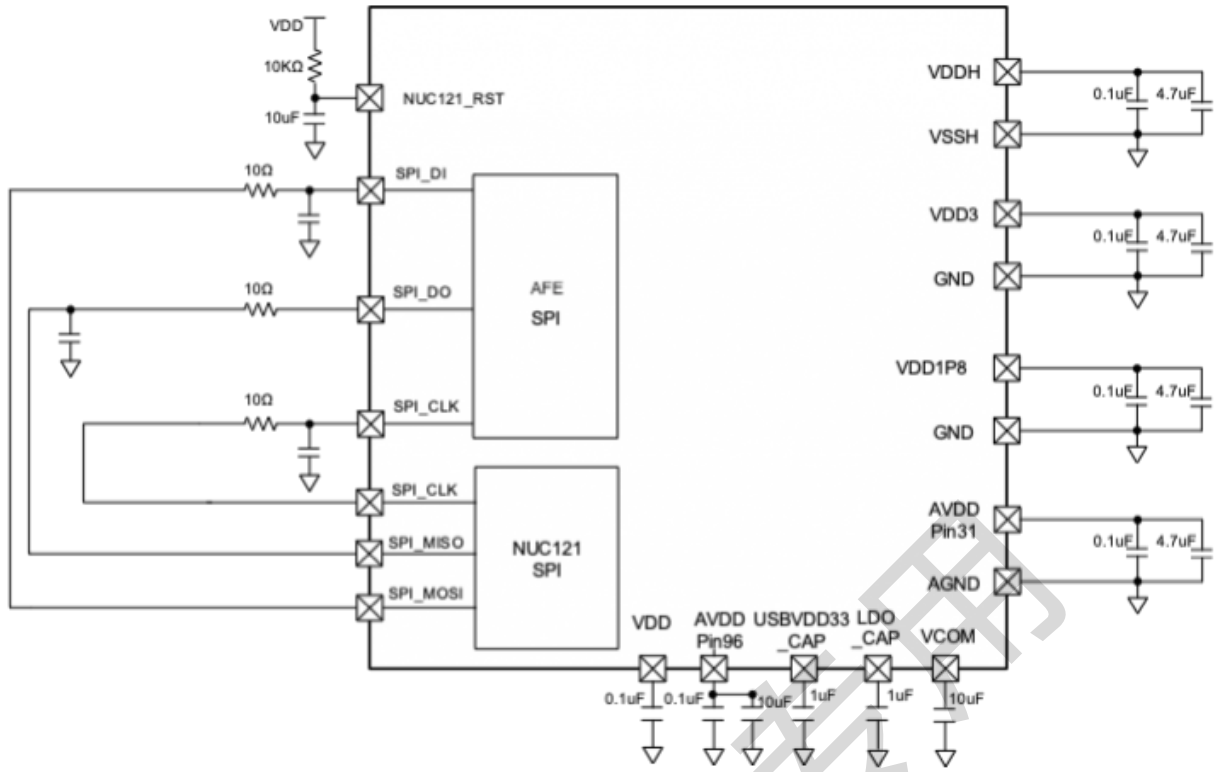 VDD
10KΩ
NUC121_RST
10uF
10Ω
SPI_DI
10Ω
SPI_DO
10Ω
SPI_CLK
AFE
SPI
SPI_CLK
SPI_MISO
SPI_MOSI
NUC121
SPI
VDDH
0.1uF 4.7uF
VSSH
VDD3
0.1uF 4.7uF
GND
VDD1P8
0.1uF 4.7uF
GND
AVDD
Pin31
0.1uF 4.7uF
AGND
VDD
AVDD
Pin96
USBVDD33
_CAP
LDO
_CAP
VCOM
0.1uF 0.1uF 10uF 1uF 1uF 10uF
专用